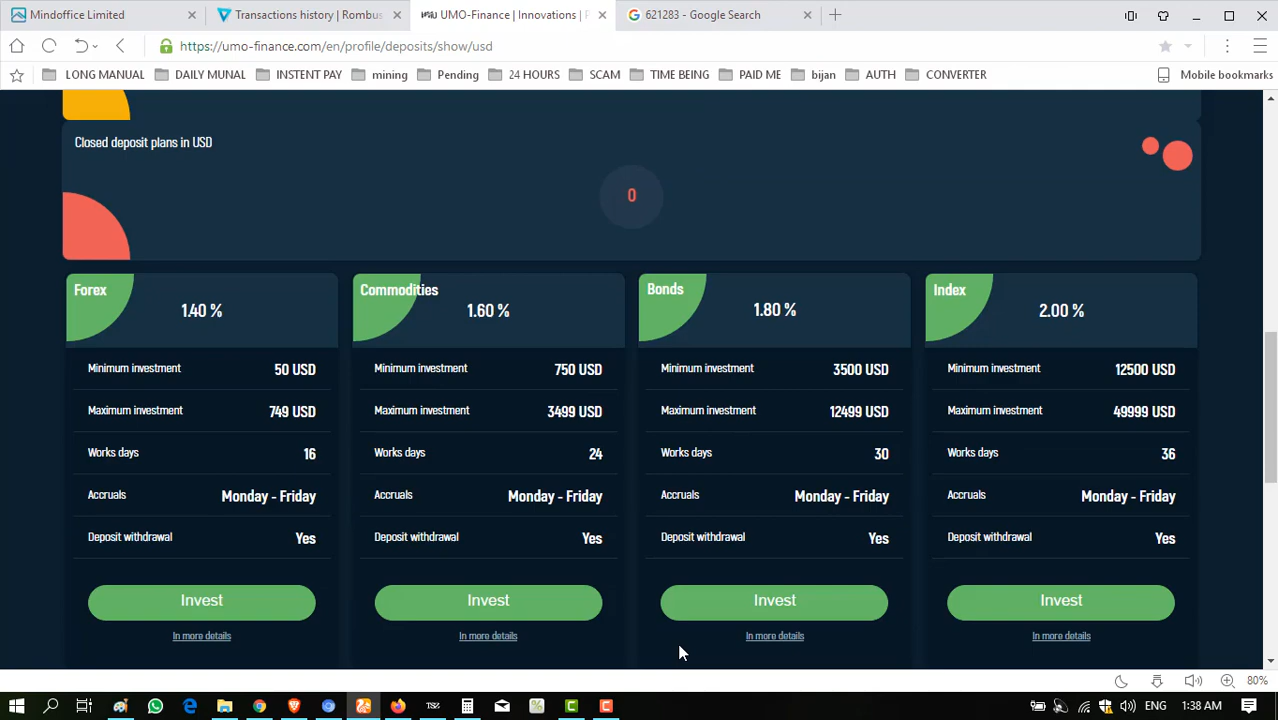 Mindoffice Limited
Transactions history | Rombus
UMO-Finance | Innovations |
621283 - Google Search
https://umo-finance.com/en/profile/deposits/show/usd
LONG MANUAL DAILY MUNAL INSTENT PAY mining Pending 24 HOURS SCAM TIME BEING PAID ME bijan AUTH CONVERTER Mobile bookmarks
Closed deposit plans in USD
0
Forex
1.40 %
Minimum investment 50 USD
Maximum investment 749 USD
Works days 16
Accruals Monday - Friday
Deposit withdrawal Yes
Invest
In more details
Commodities
1.60 %
Minimum investment 750 USD
Maximum investment 3499 USD
Works days 24
Accruals Monday - Friday
Deposit withdrawal Yes
Invest
In more details
Bonds
1.80 %
Minimum investment 3500 USD
Maximum investment 12499 USD
Works days 30
Accruals Monday - Friday
Deposit withdrawal Yes
Invest
In more details
Index
2.00 %
Minimum investment 12500 USD
Maximum investment 49999 USD
Works days 36
Accruals Monday - Friday
Deposit withdrawal Yes
Invest
In more details
80%
ENG 1:38 AM